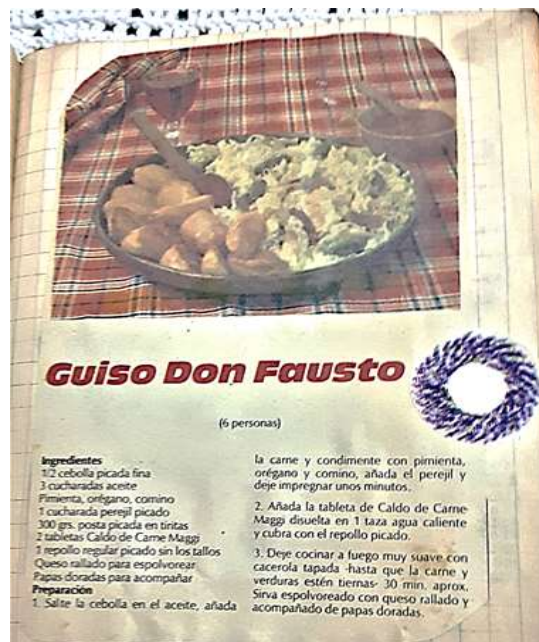 Guiso Don Fausto
(6 personas)
Ingredientes
1/2 cebolla picada fina
3 cucharadas aceite
Pimienta, orégano, comino
1 cucharada perejil picado
300 grs. posta picada en tiritas
2 tabletas Caldo de Carne Maggi
1 repollo regular picado sin los tallos
Queso rallado para espolvorear
Papas doradas para acompañar
Preparación
1. Salte la cebolla en el aceite, añada
la carne y condimente con pimienta,
orégano y comino, añada el perejil y
deje impregnar unos minutos.
2. Añada la tableta de Caldo de Carne
Maggi disuelta en 1 taza agua caliente
y cubra con el repollo picado.
3. Deje cocinar a fuego muy suave con
cacerola tapada -hasta que la carne y
verduras estén tiernas- 30 min. aprox.
Sirva espolvoreado con queso rallado y
acompañado de papas doradas.